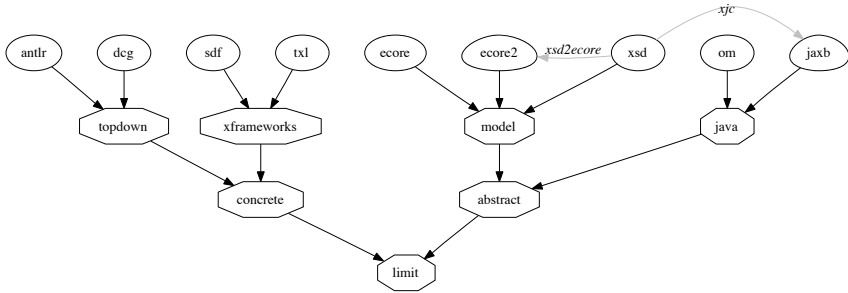 xjc
antlr
dcg
sdf
txl
ecore
ecore2
xsd2ecore
xsd
om
jaxb
topdown
xframeworks
model
java
concrete
abstract
limit